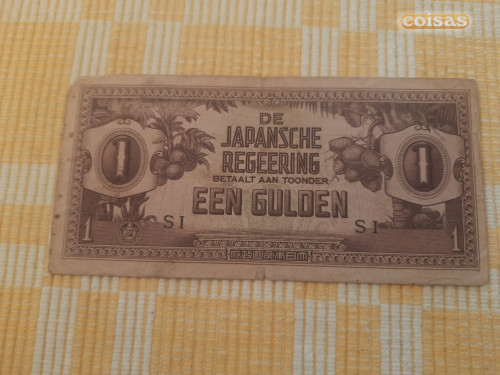 coisas
DE
JAPANSCHE
REGEERING
BETAALT AAN TOONDER
EEN GULDEN
1
1
SI
SI
1
1